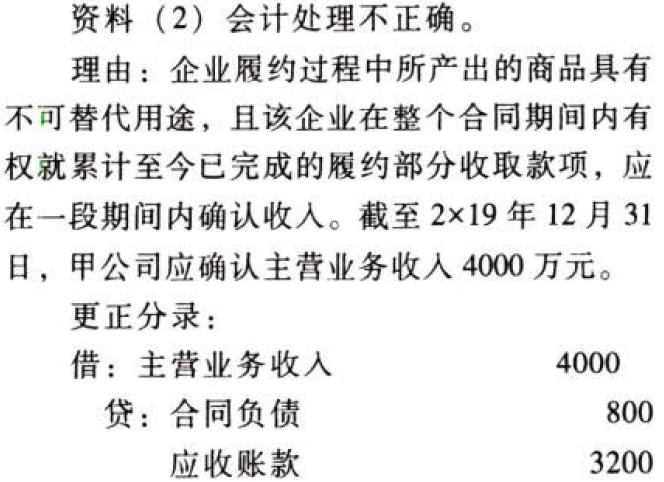 资料（2）会计处理不正确。
理由：企业履约过程中所产出的商品具有
不可替代用途，且该企业在整个合同期间内有
权就累计至今已完成的履约部分收取款项，应
在一段期间内确认收入。截至 2×19 年 12 月 31
日，甲公司应确认主营业务收入 4000 万元。
更正分录：
借：主营业务收入 4000
贷：合同负债 800
应收账款 3200